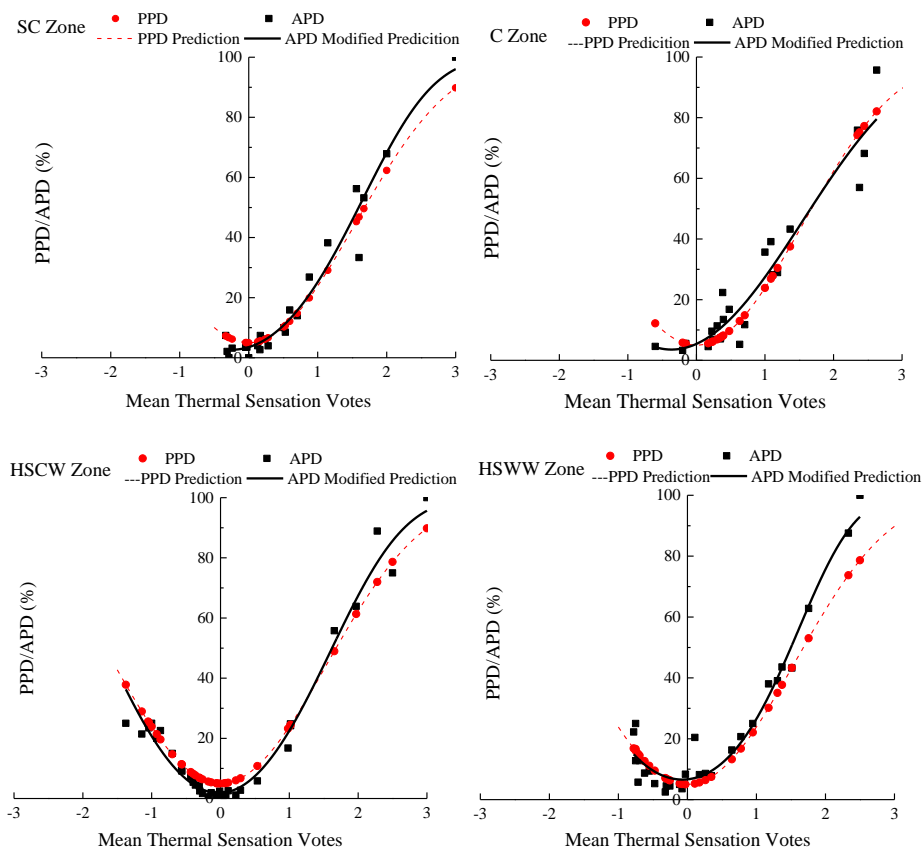 SC Zone
PPD APD
PPD Prediction APD Modified Prediction
PPD/APD (%)
100
80
60
40
20
0
-3 -2 -1 0 1 2 3
Mean Thermal Sensation Votes
C Zone
PPD APD
---PPD Predicition APD Modified Prediction
PPD/APD (%)
100
80
60
40
20
0
-3 -2 -1 0 1 2 3
Mean Thermal Sensation Votes
HSCW Zone
PPD APD
---PPD Prediction APD Modified Prediction
PPD/APD (%)
100
80
60
40
20
0
-3 -2 -1 0 1 2 3
Mean Thermal Sensation Votes
HSWW Zone
PPD APD
---PPD Prediction APD Modified Prediction
PPD/APD (%)
100
80
60
40
20
0
-3 -2 -1 0 1 2 3
Mean Thermal Sensation Votes